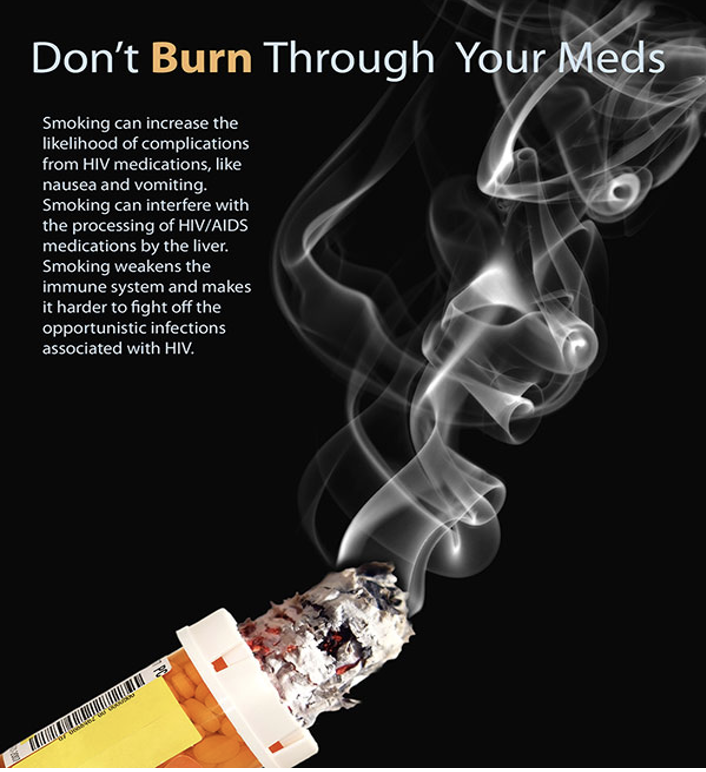 Don't Burn Through Your Meds
Smoking can increase the
likelihood of complications
from HIV medications, like
nausea and vomiting.
Smoking can interfere with
the processing of HIV/AIDS
medications by the liver.
Smoking weakens the
immune system and makes
it harder to fight off the
opportunistic infections
associated with HIV.